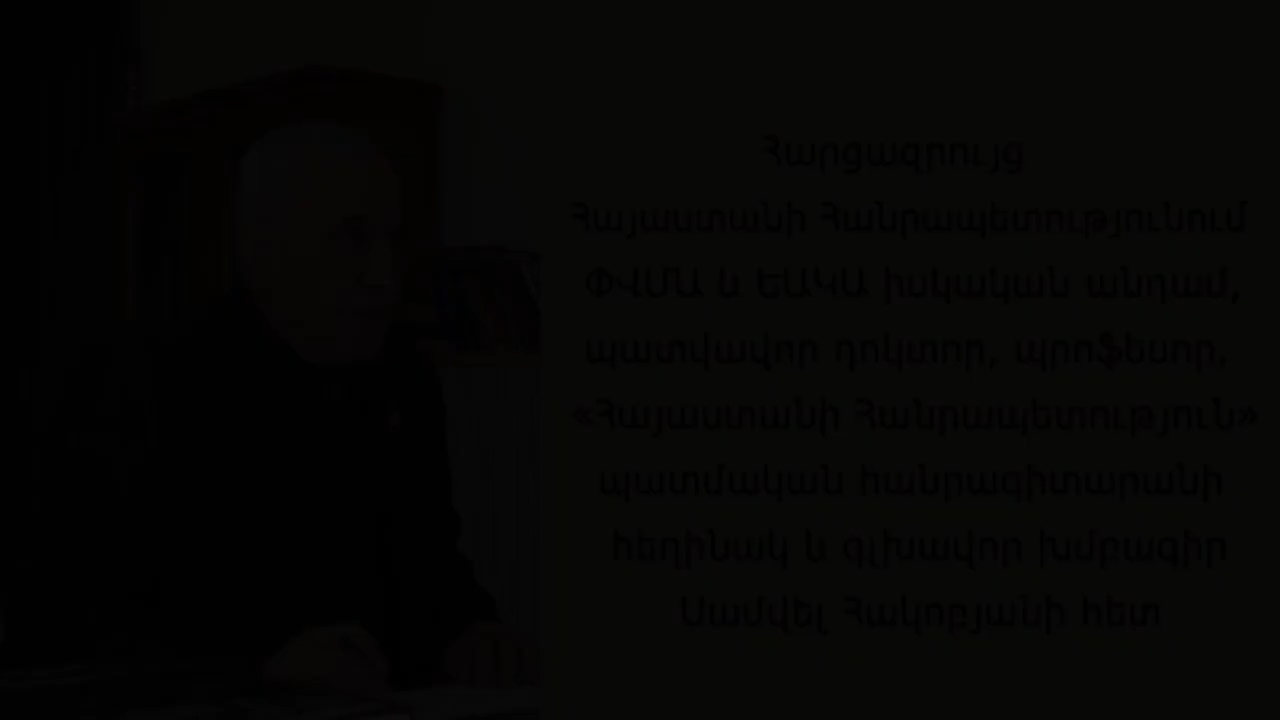 Հարցազրույց
Հայաստանի Հանրապետությունում
ՓՎՄԱ և ԵԱԿԱ իսկական անդամ,
պատվավոր դոկտոր, պրոֆեսոր,
«Հայաստանի Հանրապետություն»
պատմական հանրագիտարանի
հեղինակ և գլխավոր խմբագիր
Սամվել Հակոբյանի հետ